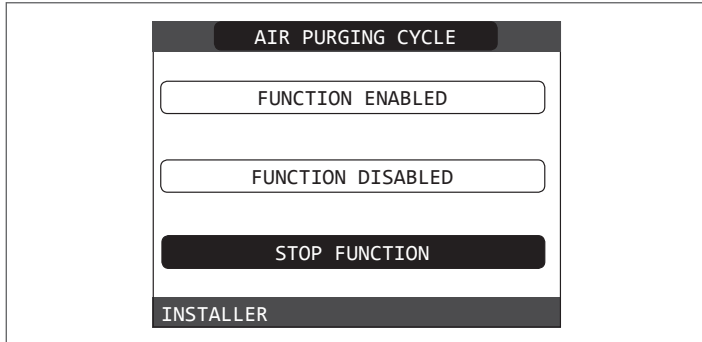 AIR PURGING CYCLE
FUNCTION ENABLED
FUNCTION DISABLED
STOP FUNCTION
INSTALLER